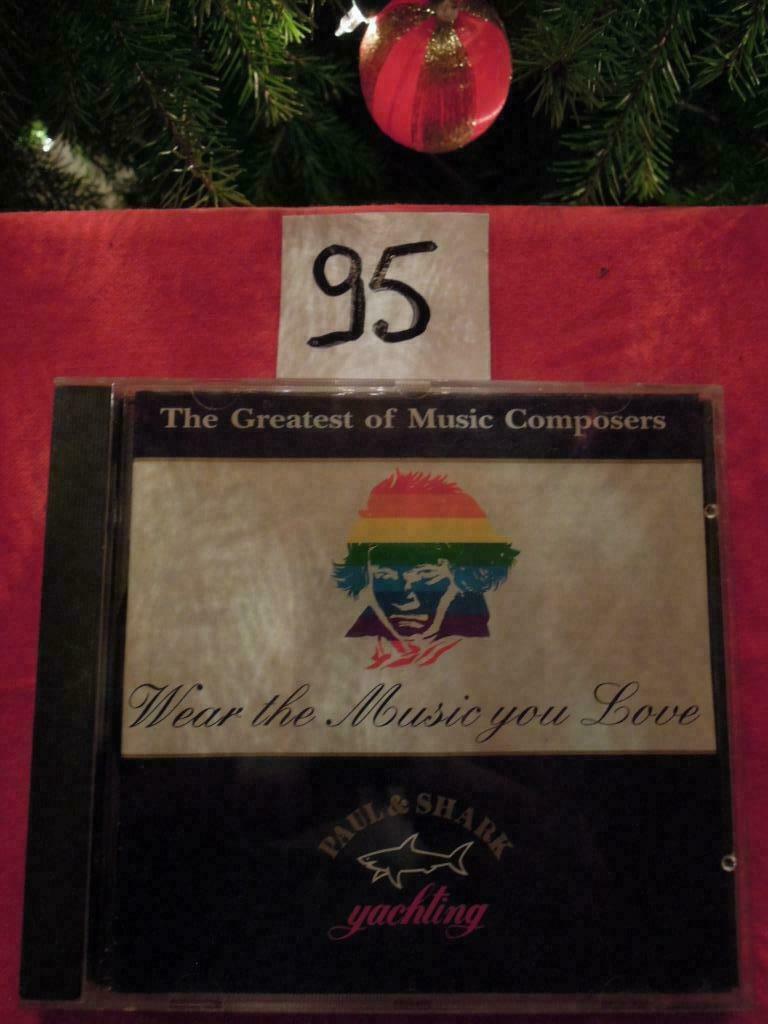 95
The Greatest of Music Composers
Wear the Music you Love
PAUL & SHARK
yachting